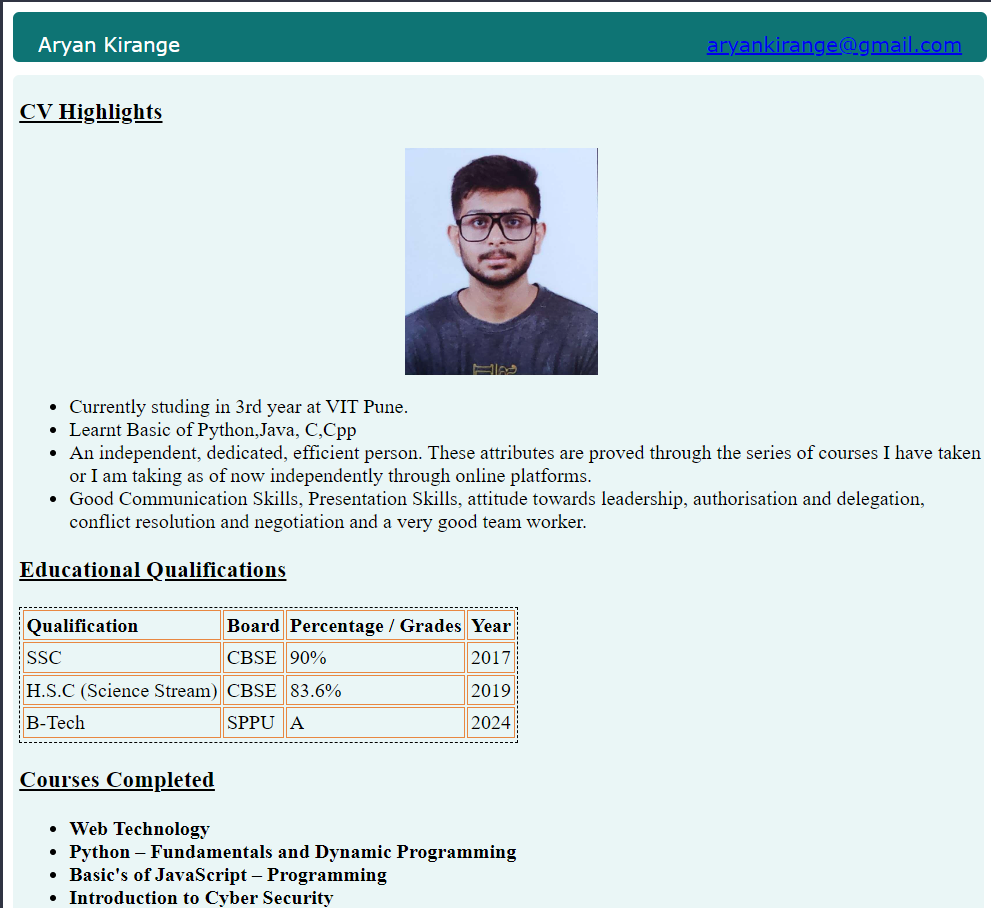 Aryan Kirange
aryankirange@gmail.com
CV Highlights
Currently studing in 3rd year at VIT Pune.
Learnt Basic of Python,Java, C,Cpp
An independent, dedicated, efficient person. These attributes are proved through the series of courses I have taken
or I am taking as of now independently through online platforms.
Good Communication Skills, Presentation Skills, attitude towards leadership, authorisation and delegation,
conflict resolution and negotiation and a very good team worker.
Educational Qualifications
Qualification Board Percentage / Grades Year
SSC CBSE 90% 2017
H.S.C (Science Stream) CBSE 83.6% 2019
B-Tech SPPU A 2024
Courses Completed
Web Technology
Python – Fundamentals and Dynamic Programming
Basic's of JavaScript – Programming
Introduction to Cyber Security